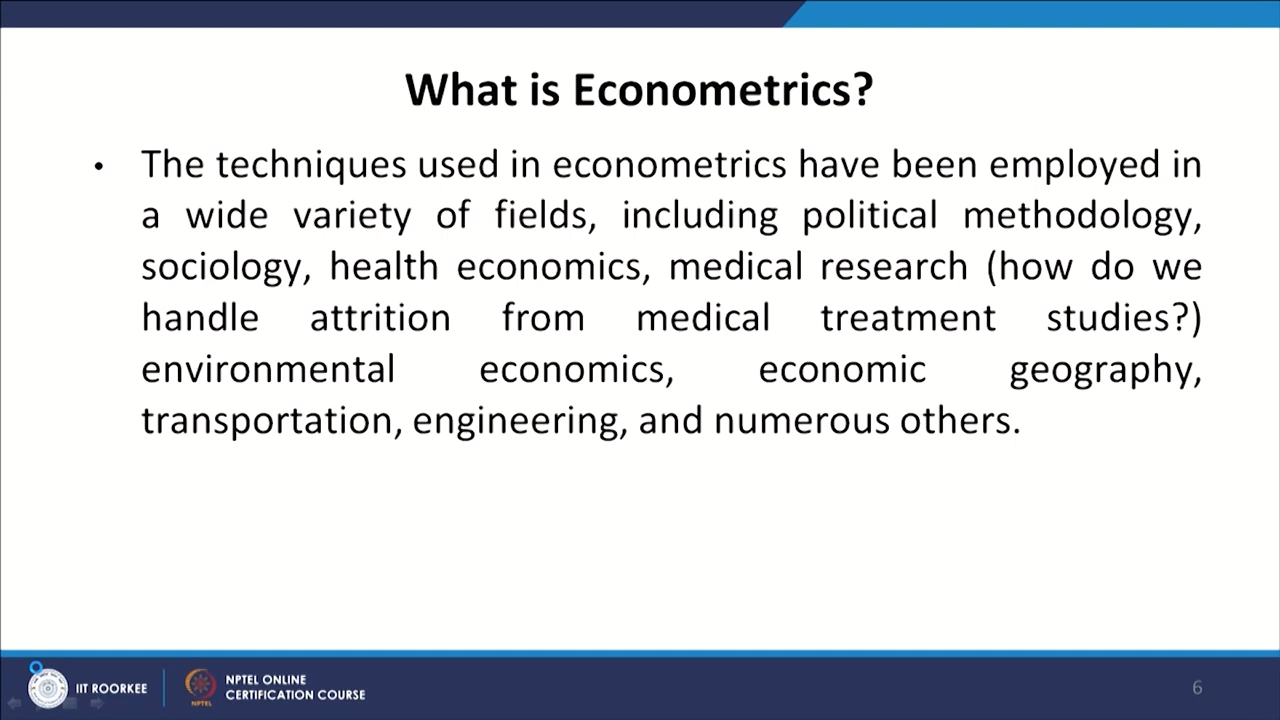 What is Econometrics?
• The techniques used in econometrics have been employed in
a wide variety of fields, including political methodology,
sociology, health economics, medical research (how do we
handle attrition from medical treatment studies?)
environmental economics, economic geography,
transportation, engineering, and numerous others.
IIT ROORKEE
NPTEL
NPTEL ONLINE
CERTIFICATION COURSE
6